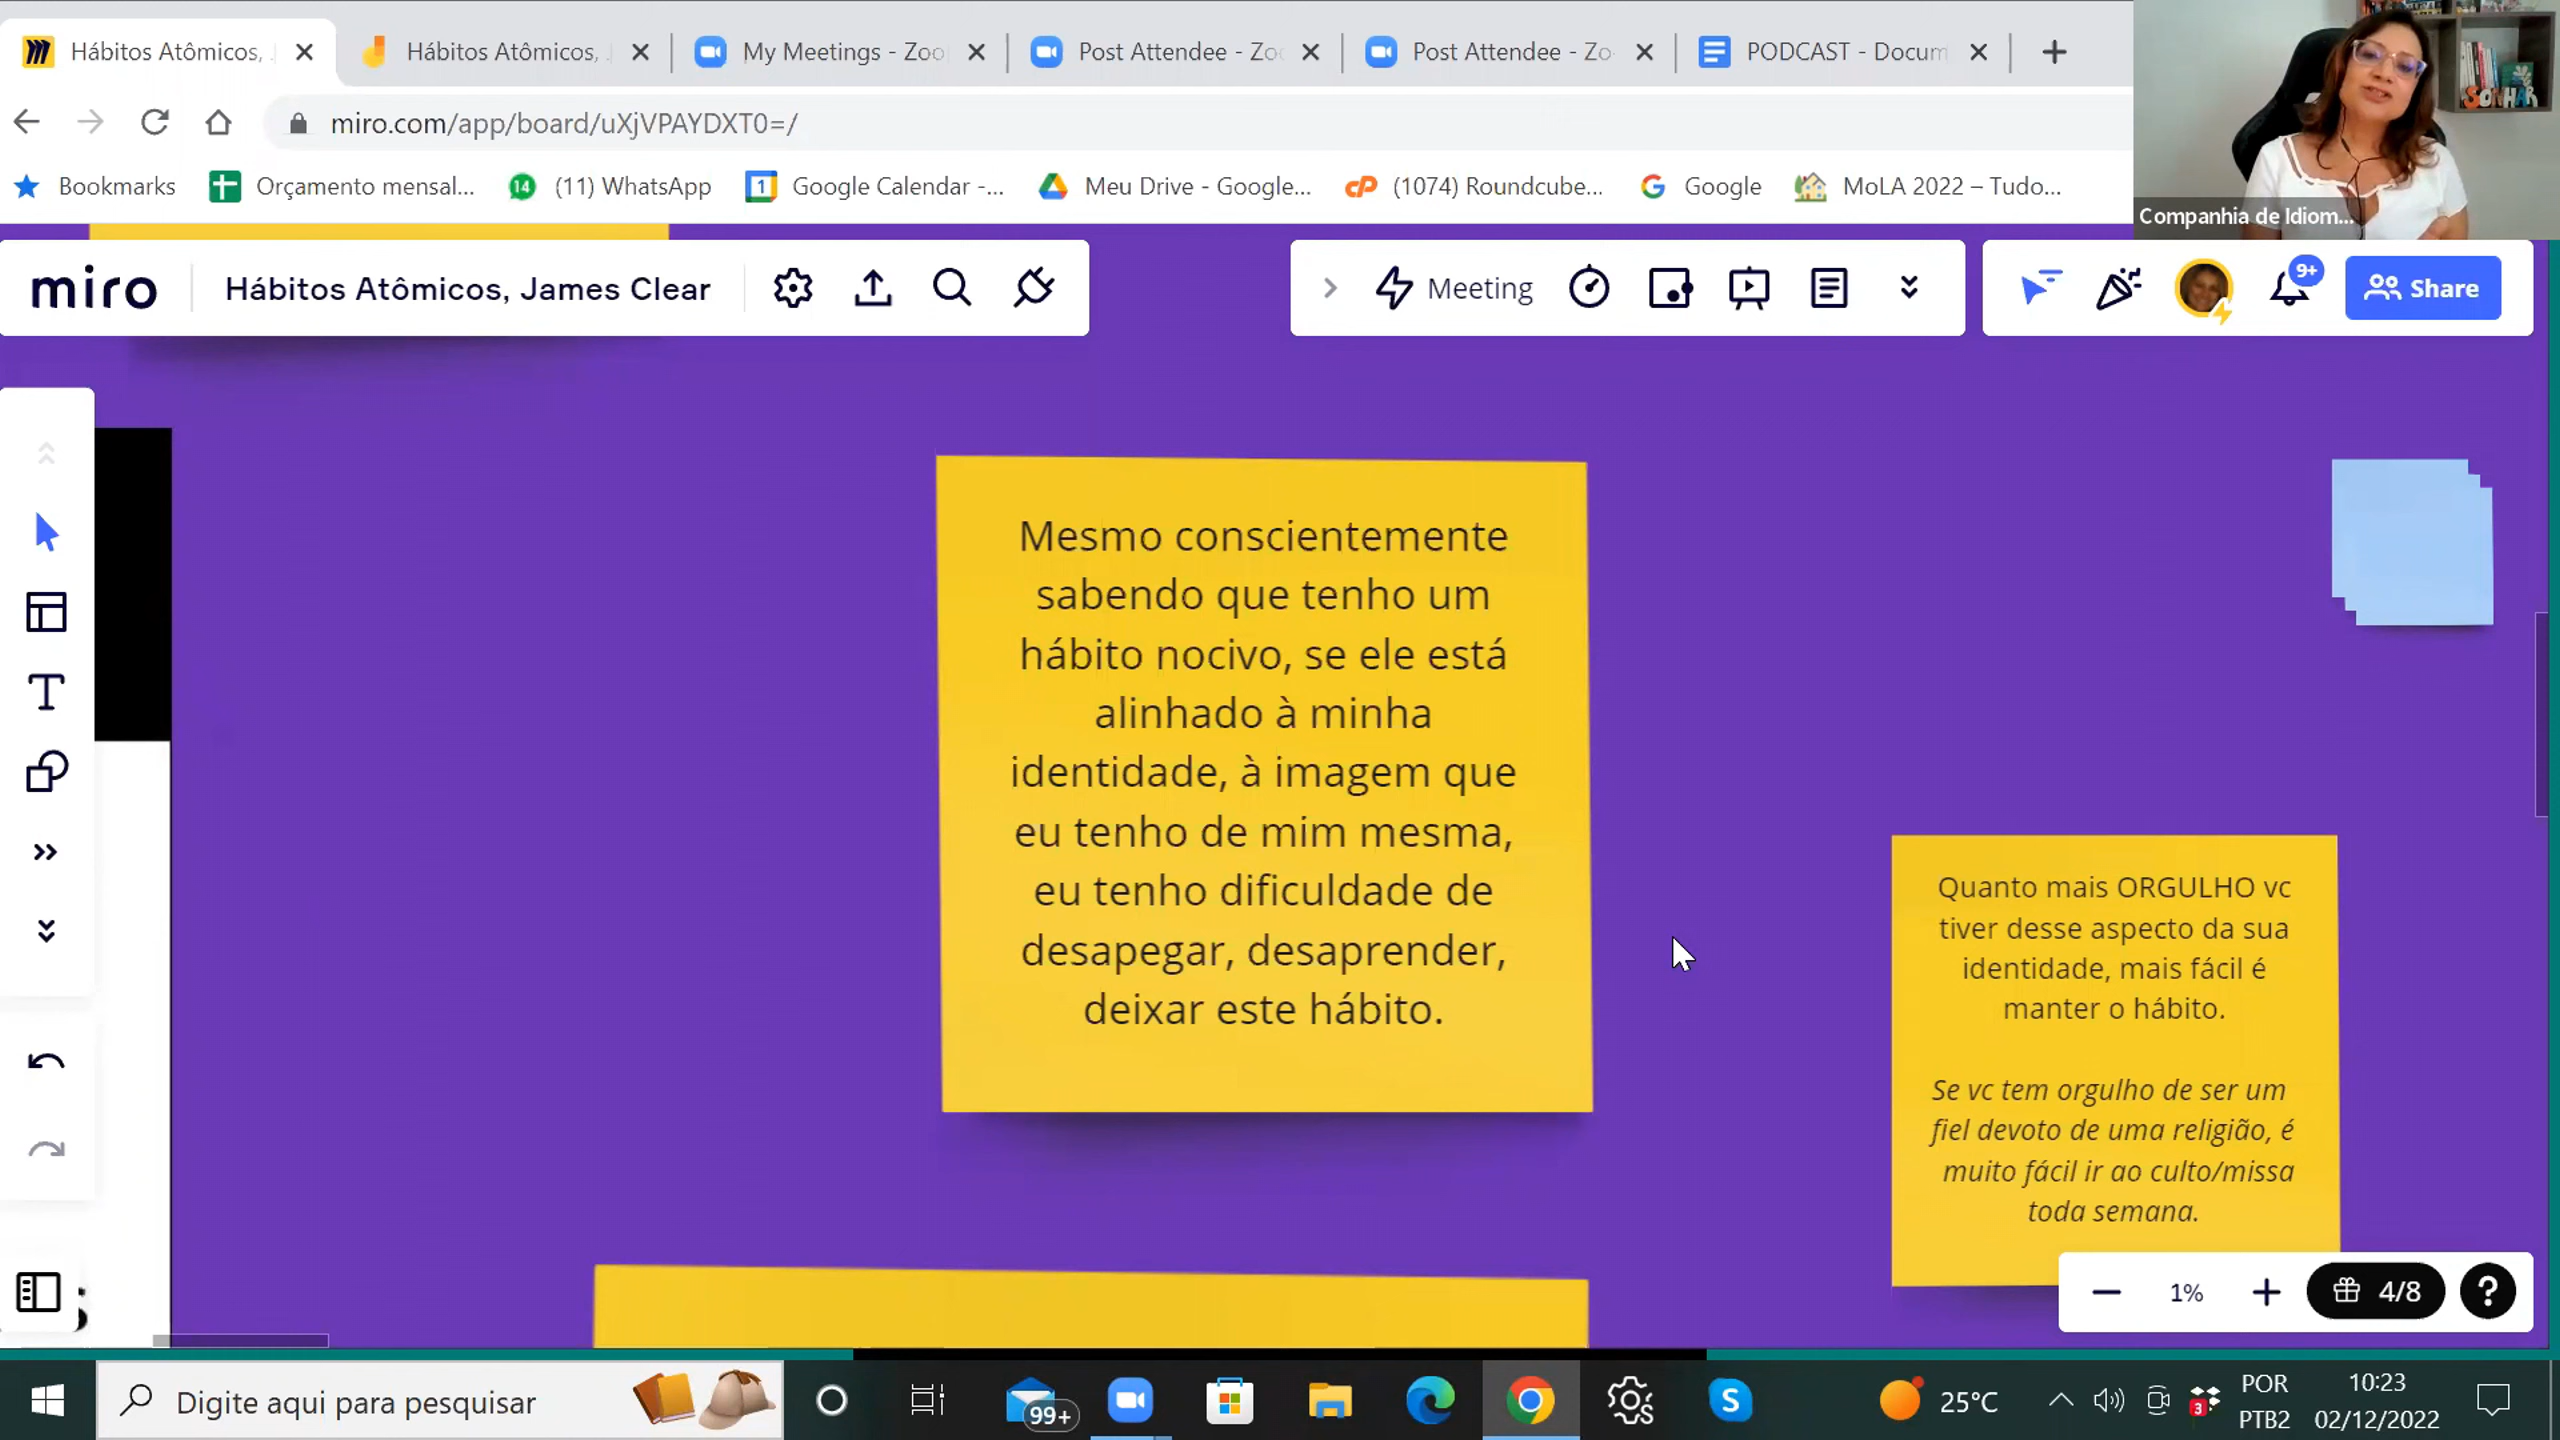 Hábitos Atômicos, J
Hábitos Atômicos, J
My Meetings - Zoo
Post Attendee - Zo
Post Attendee - Zo
PODCAST - Docum
miro.com/app/board/uXjVPAYDXT0=/
Bookmarks
Orçamento mensal...
14
(11) WhatsApp
1
Google Calendar -...
Meu Drive - Google...
cP
(1074) Roundcube...
G
Google
MoLA 2022 – Tudo...
SONHAR
Companhia de Idiom...
miro
Hábitos Atômicos, James Clear
Meeting
9+
Share
Mesmo conscientemente
sabendo que tenho um
hábito nocivo, se ele está
alinhado à minha
identidade, à imagem que
eu tenho de mim mesma,
eu tenho dificuldade de
desapegar, desaprender,
deixar este hábito.
Quanto mais ORGULHO vc
tiver desse aspecto da sua
identidade, mais fácil é
manter o hábito.
Se vc tem orgulho de ser um
fiel devoto de uma religião, é
muito fácil ir ao culto/missa
toda semana.
1%
4/8
?
Digite aqui para pesquisar
99+
S
25°C
3
POR
PTB2
10:23
02/12/2022